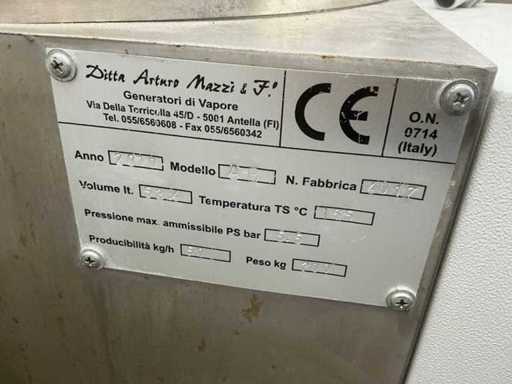 Ditta Arturo Mazzi & F.
Generatori di Vapore
Via Della Torricella 45/D - 5001 Antella (FI)
Tel. 055/6560608 - Fax 055/6560342
CE
O.N.
0714
(Italy)
Anno Modello N. Fabbrica
Volume lt. Temperatura TS °C
Pressione max. ammissibile PS bar
Producibilità kg/h Peso kg